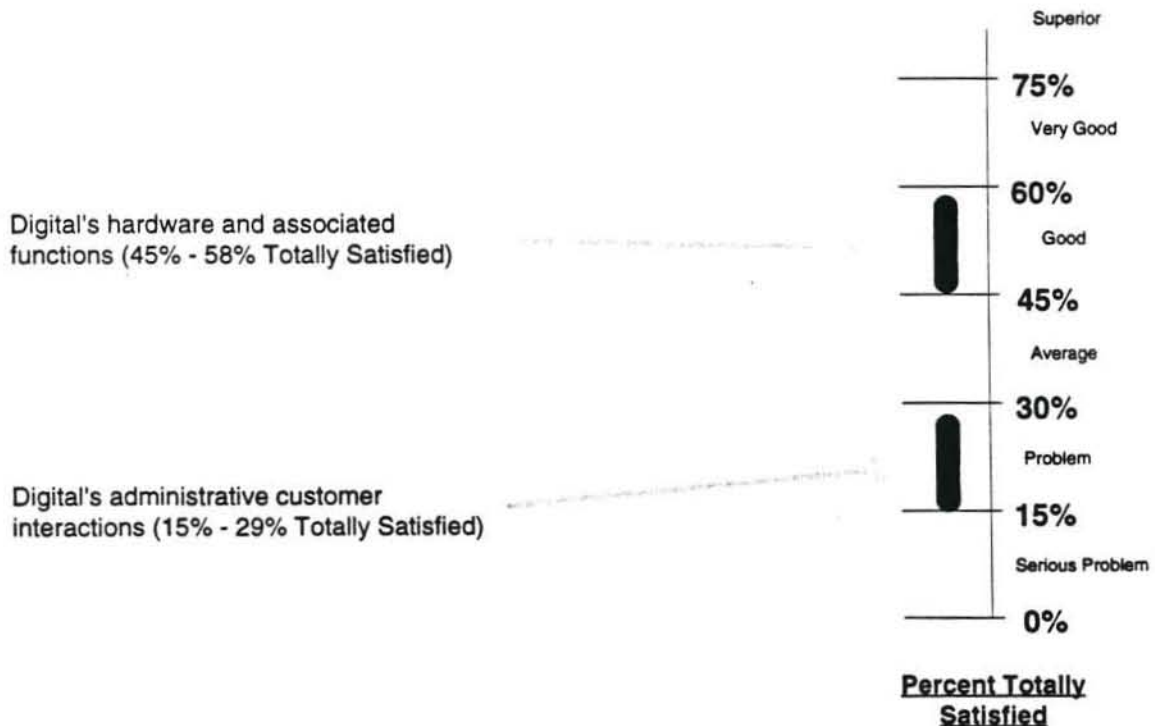 Superior
75%
Very Good
60%
Digital's hardware and associated
functions (45% - 58% Totally Satisfied)
Good
45%
Average
30%
Problem
Digital's administrative customer
interactions (15% - 29% Totally Satisfied)
15%
Serious Problem
0%
Percent Totally
Satisfied